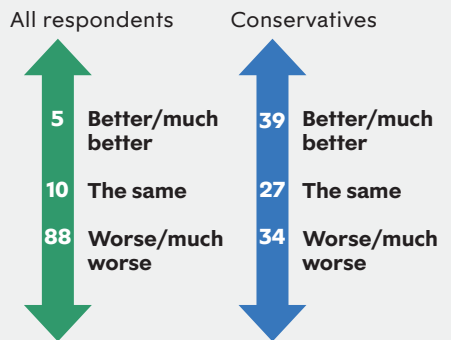 All respondents
5 Better/much
better
10 The same
88 Worse/much
worse
Conservatives
39 Better/much
better
27 The same
34 Worse/much
worse